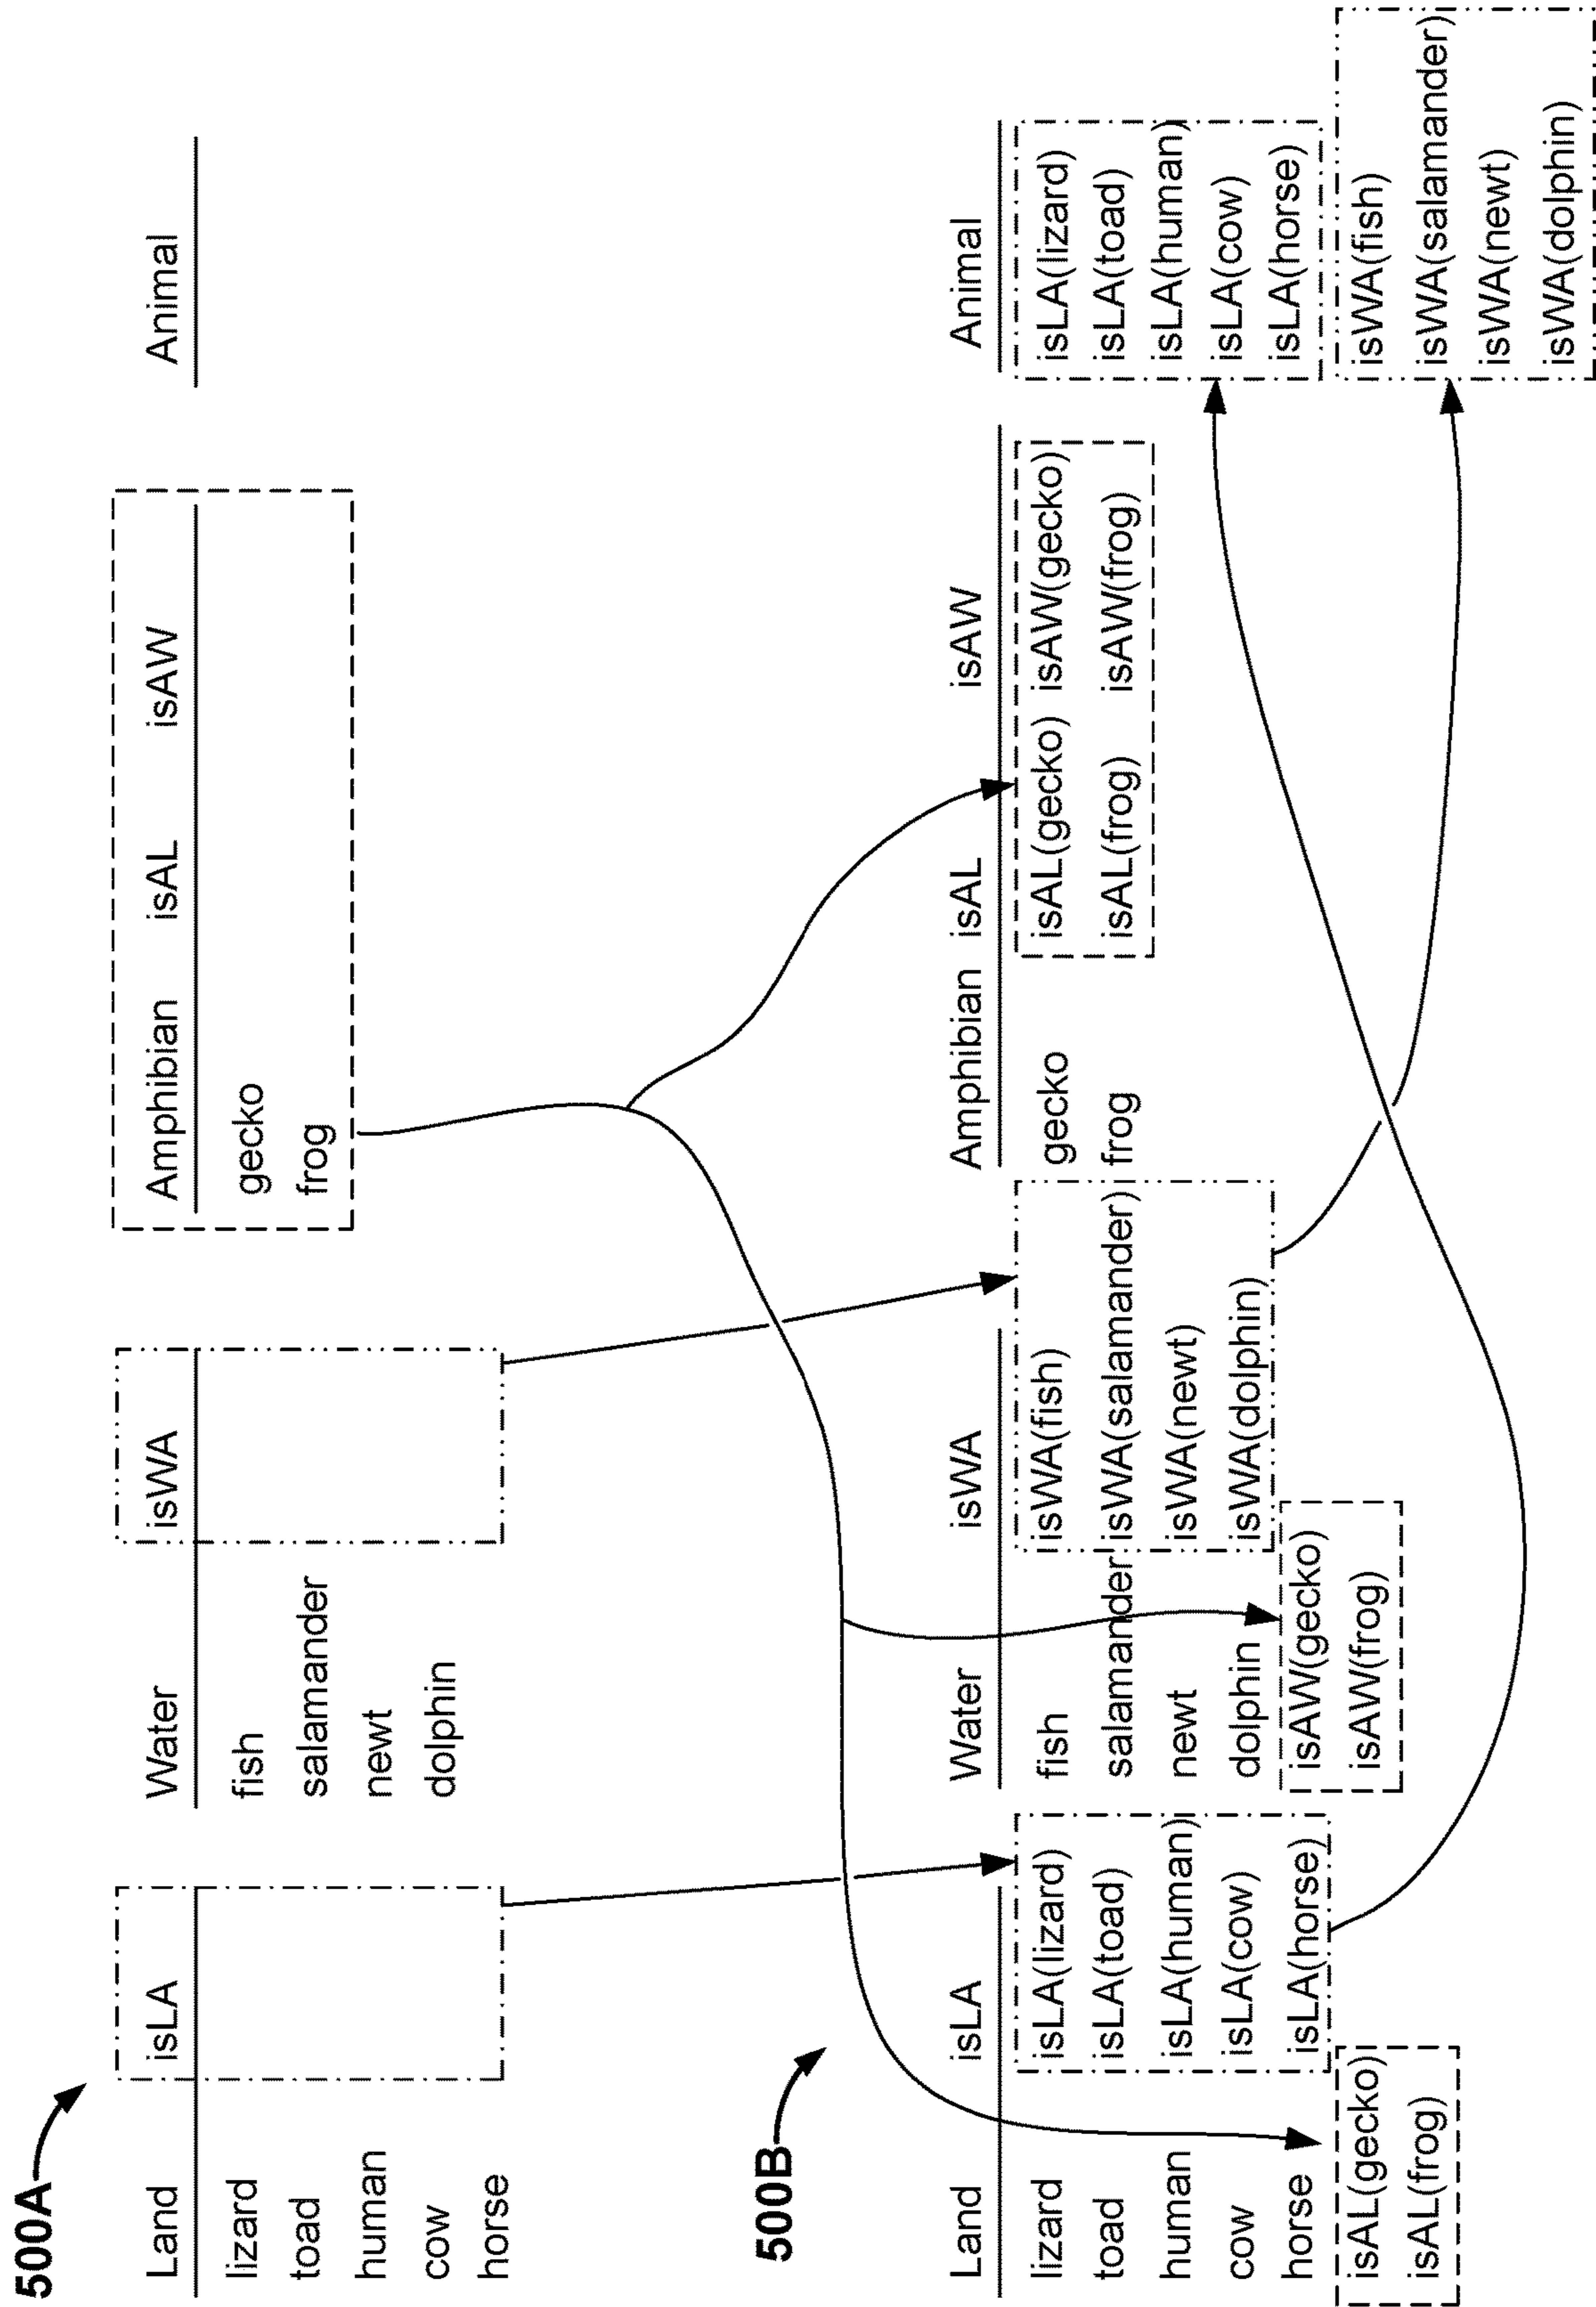 500A
Land isLA Water isWA Amphibian isAL isAW Animal
lizard fish gecko
toad salamander frog
human newt
cow dolphin
horse
500B
Land isLA Water isWA Amphibian isAL isAW Animal
lizard isLA(lizard) fish isWA(fish) gecko isAL(gecko) isAW(gecko) isLA(lizard)
toad isLA(toad) salamander isWA(salamander) frog isAL(frog) isAW(frog) isLA(toad)
human isLA(human) newt isWA(newt) isLA(human)
cow isLA(cow) dolphin isWA(dolphin) isLA(cow)
horse isLA(horse) isAW(gecko) isLA(horse)
isAL(gecko) isAW(frog) isWA(fish)
isAL(frog) isWA(salamander)
isWA(newt)
isWA(dolphin)